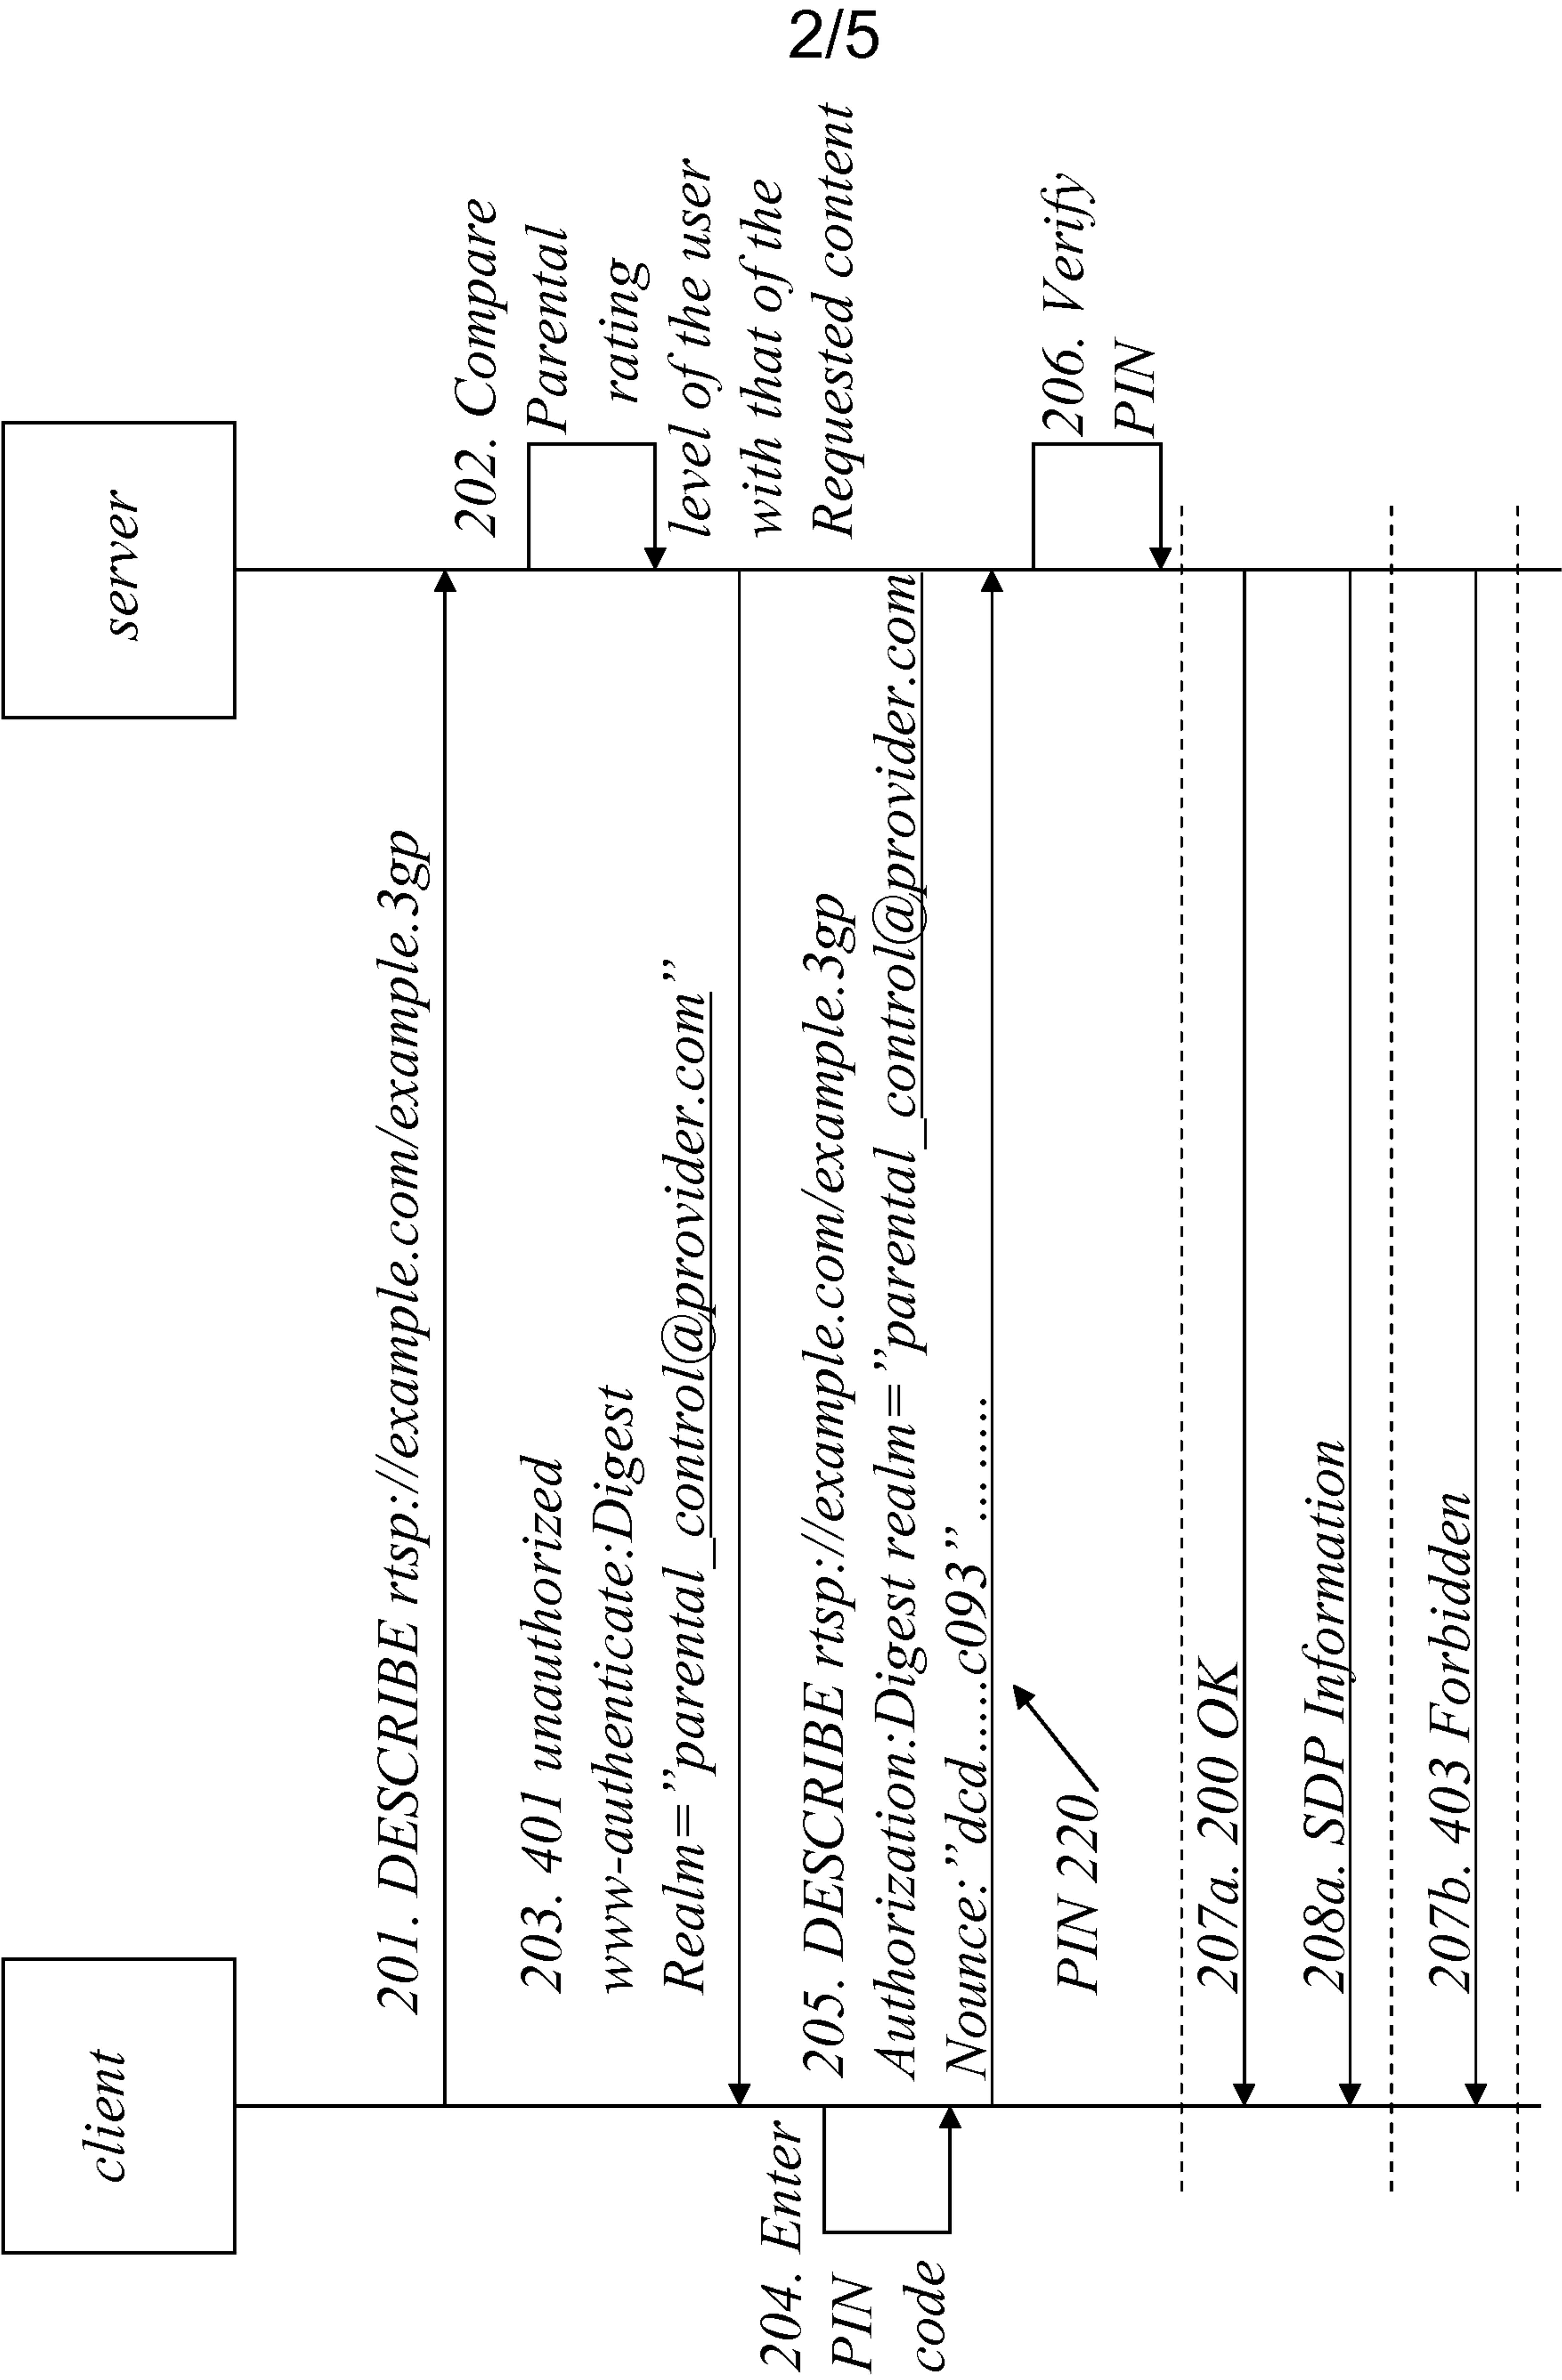 2/5
client
server
201. DESCRIBE rtsp://example.com/example.3gp
202. Compare
Parental
rating
level of the user
with that of the
Requested content
203. 401 unauthorized
www-authenticate:Digest
Realm=”parental_control@provider.com”
204. Enter
PIN
code
205. DESCRIBE rtsp://example.com/example.3gp
Authorization:Digest realm=”parental_control@provider.com
Nounce:”dcd......c093” .........
PIN 220
206. Verify
PIN
207a. 200 OK
208a. SDP Information
207b. 403 Forbidden